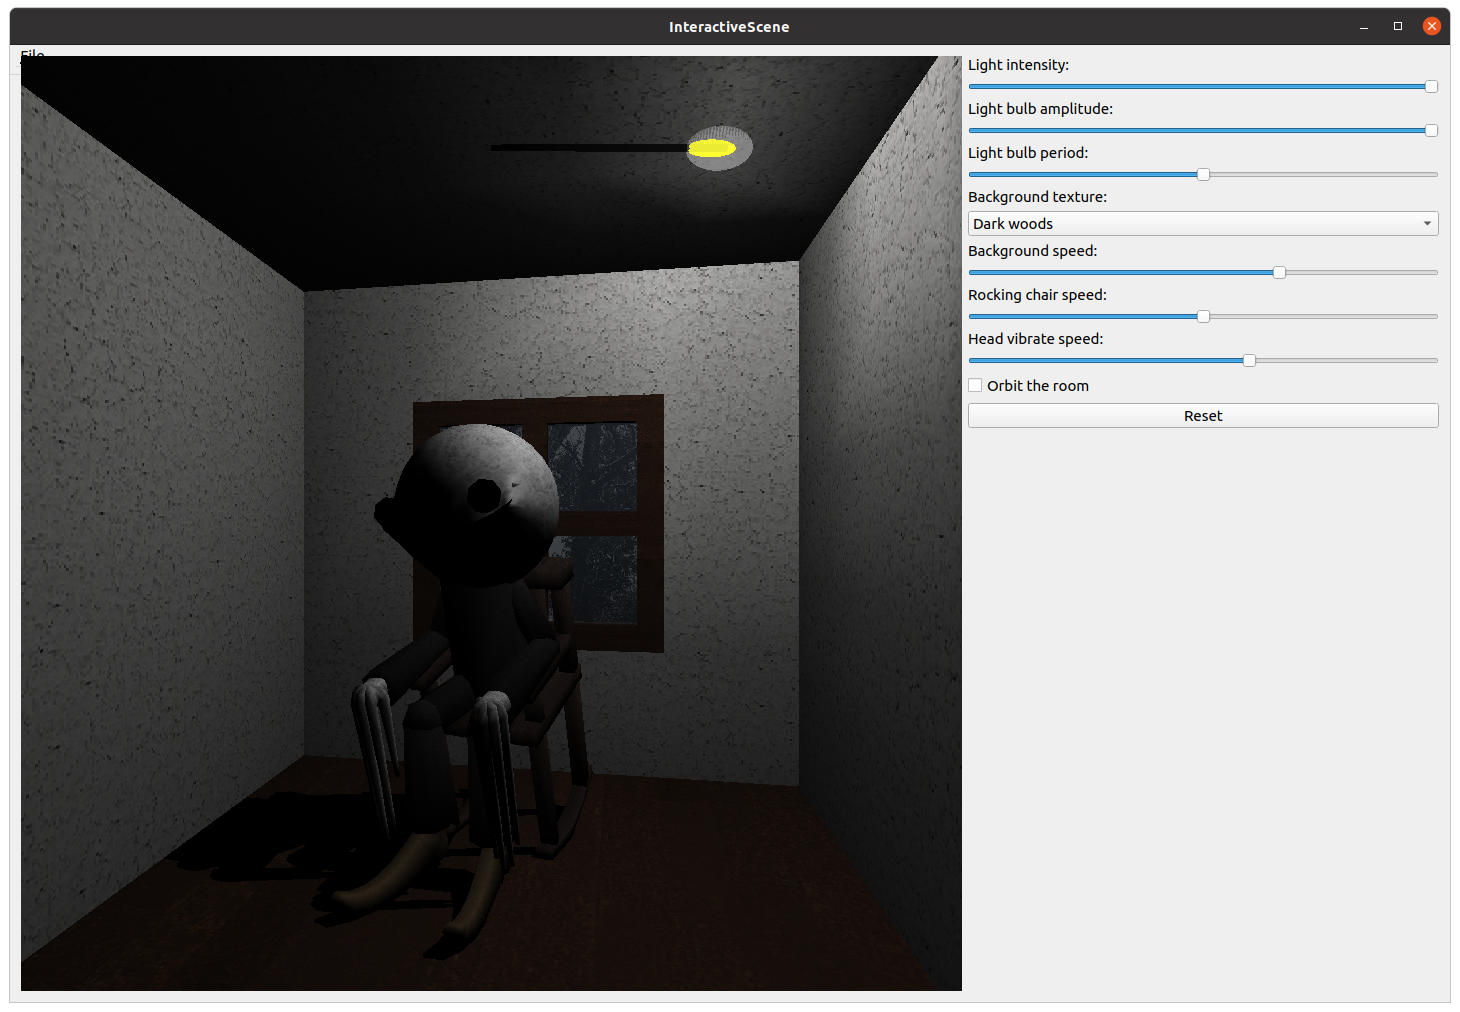 InteractiveScene
File
Light intensity:
Light bulb amplitude:
Light bulb period:
Background texture:
Dark woods
Background speed:
Rocking chair speed:
Head vibrate speed:
Orbit the room
Reset